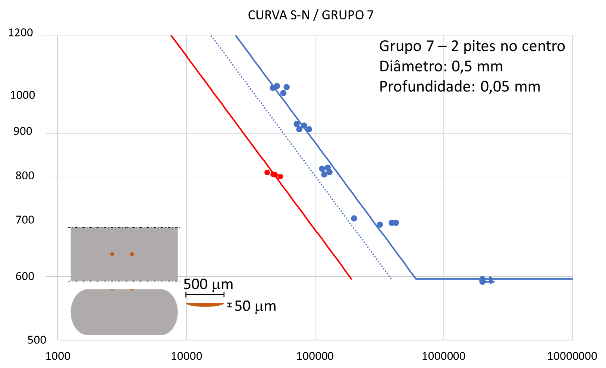 CURVA S-N / GRUPO 7
1200
Grupo 7 – 2 pites no centro
Diâmetro: 0,5 mm
Profundidade: 0,05 mm
1000
900
800
700
600
500 μm
50 μm
500
1000
10000
100000
1000000
10000000